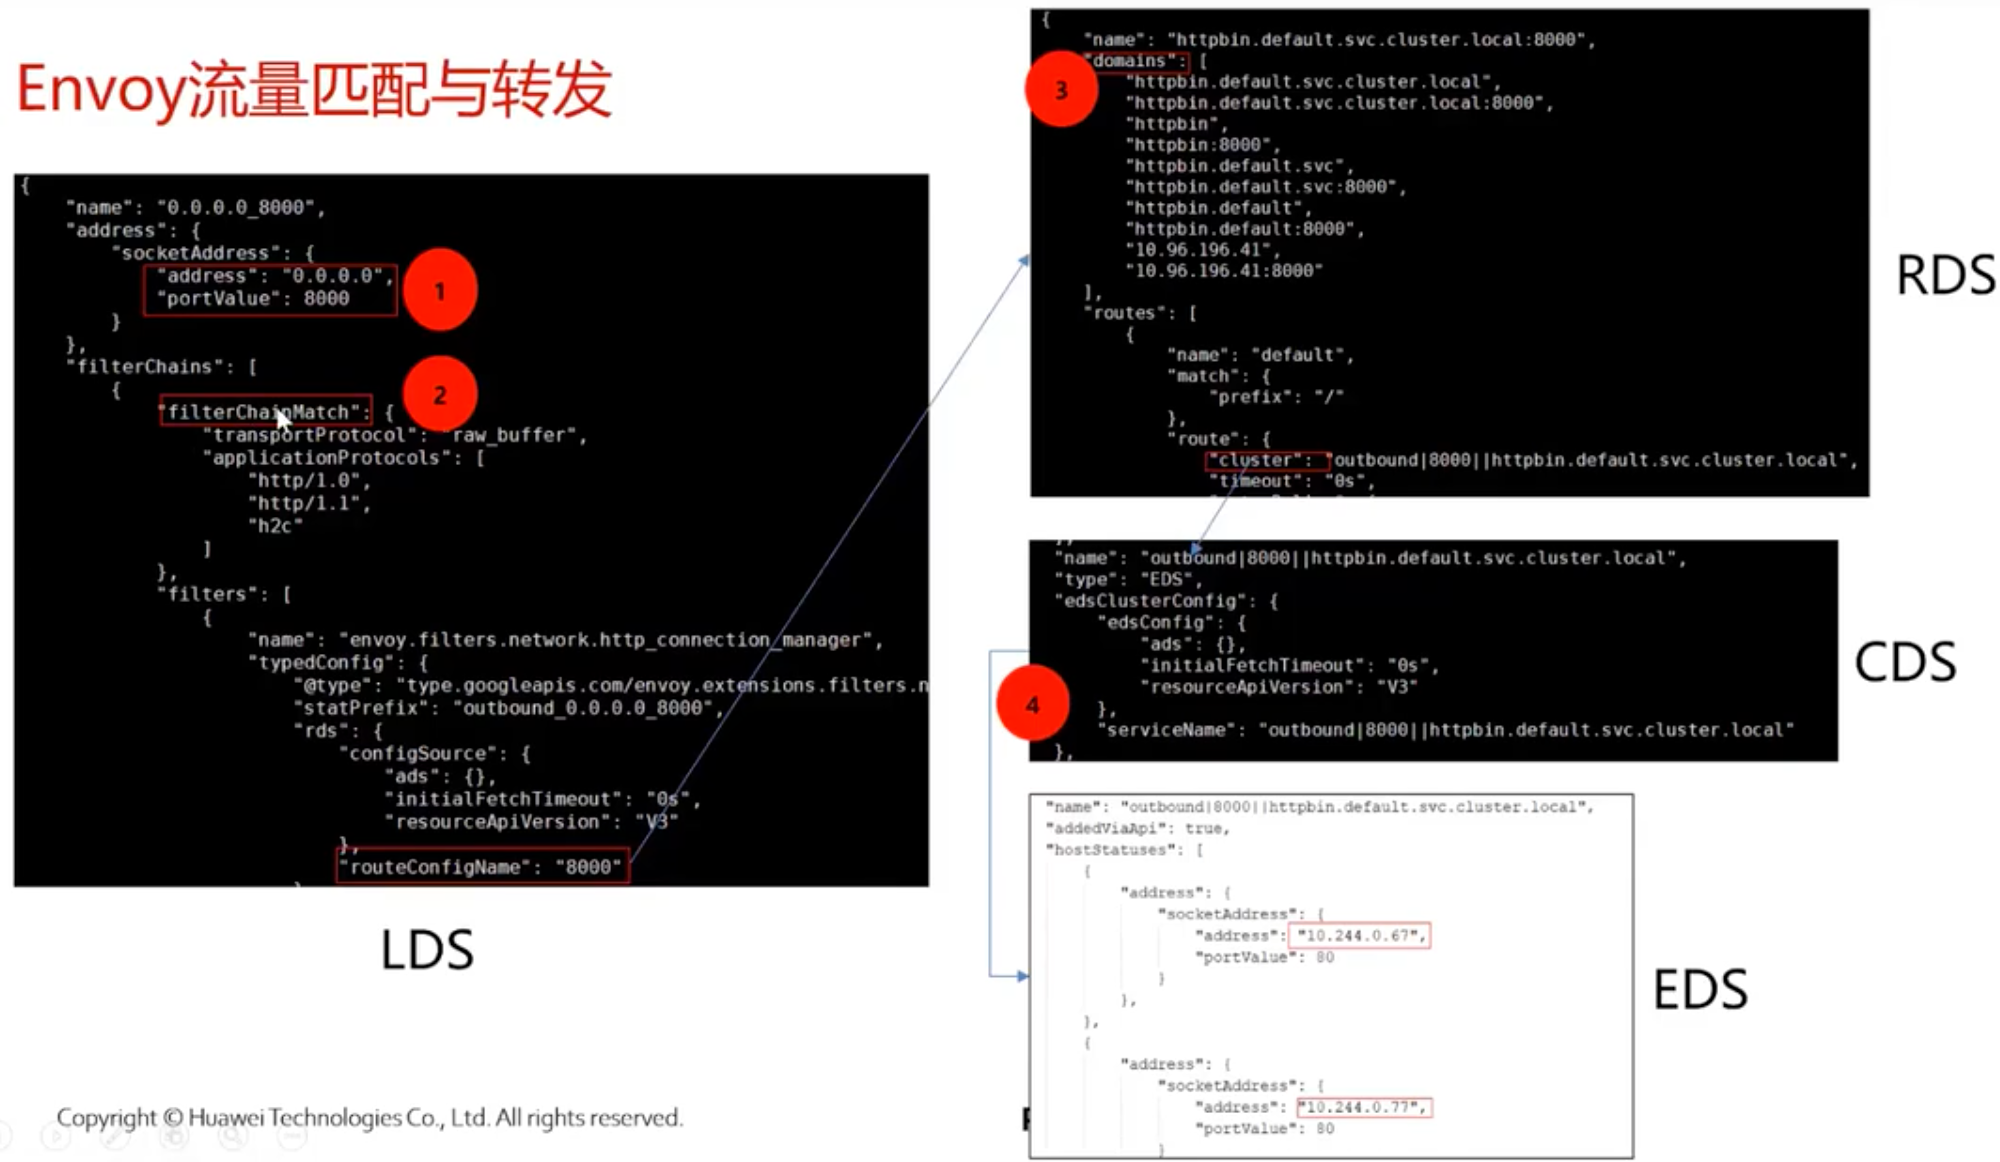 Envoy流量匹配与转发
{
"name": "0.0.0.0_8000",
"address": {
"socketAddress": {
"address": "0.0.0.0",
"portValue": 8000
}
},
"filterChains": [
{
"filterChainMatch": {
"transportProtocol": "raw_buffer",
"applicationProtocols": [
"http/1.0",
"http/1.1",
"h2c"
]
},
"filters": [
{
"name": "envoy.filters.network.http_connection_manager",
"typedConfig": {
"@type": "type.googleapis.com/envoy.extensions.filters.n
"statPrefix": "outbound_0.0.0.0_8000",
"rds": {
"configSource": {
"ads": {},
"initialFetchTimeout": "0s",
"resourceApiVersion": "V3"
},
"routeConfigName": "8000"
1
2
LDS
{
"name": "httpbin.default.svc.cluster.local:8000",
"domains": [
"httpbin.default.svc.cluster.local",
"httpbin.default.svc.cluster.local:8000",
"httpbin",
"httpbin:8000",
"httpbin.default.svc",
"httpbin.default.svc:8000",
"httpbin.default",
"httpbin.default:8000",
"10.96.196.41",
"10.96.196.41:8000"
],
"routes": [
{
"name": "default",
"match": {
"prefix": "/"
},
"route": {
"cluster": "outbound|8000||httpbin.default.svc.cluster.local",
"timeout": "0s",
3
RDS
"name": "outbound|8000||httpbin.default.svc.cluster.local",
"type": "EDS",
"edsClusterConfig": {
"edsConfig": {
"ads": {},
"initialFetchTimeout": "0s",
"resourceApiVersion": "V3"
},
"serviceName": "outbound|8000||httpbin.default.svc.cluster.local"
},
4
CDS
"name": "outbound|8000||httpbin.default.svc.cluster.local",
"addedViaApi": true,
"hostStatuses": [
{
"address": {
"socketAddress": {
"address": "10.244.0.67",
"portValue": 80
}
},
},
{
"address": {
"socketAddress": {
"address": "10.244.0.77",
"portValue": 80
}
EDS
Copyright © Huawei Technologies Co., Ltd. All rights reserved.